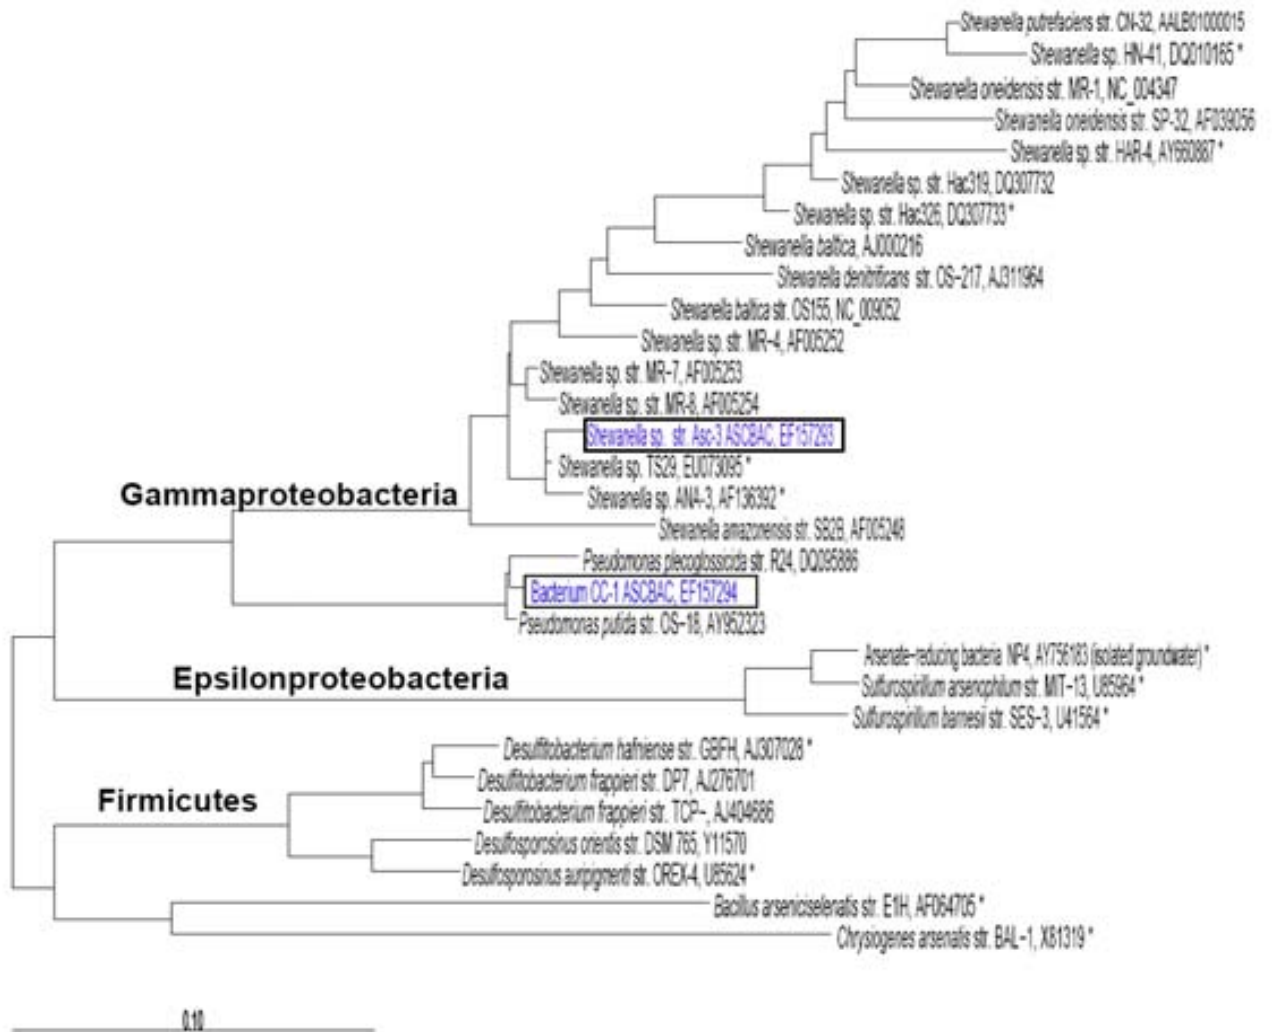 Shewanella putrefaciens str. CN-32, AALB01000015
Shewanella sp. HN-41, DQ010165 *
Shewanella oneidensis str. MR-1, NC_004347
Shewanella oneidensis str. SP-32, AF039056
Shewanella sp. str. HAR-4, AY660887 *
Shewanella sp. str. Hac319, DQ307732
Shewanella sp. str. Hac326, DQ307733 *
Shewanella baltica, AJ000216
Shewanella denitrificans str. OS-217, AJ311964
Shewanella baltica str. OS155, NC_009052
Shewanella sp. str. MR-4, AF005252
Shewanella sp. str. MR-7, AF005253
Shewanella sp. str. MR-8, AF005254
Shewanella sp. str. Asc-3 ASCBAC, EF157293
Shewanella sp. TS29, EU073095 *
Gammaproteobacteria
Shewanella sp. ANA-3, AF136392 *
Shewanella amazonensis str. SB2B, AF005248
Pseudomonas plecoglossicida str. R24, DQ095886
Bacterium CC-1 ASCBAC, EF157294
Pseudomonas putida str. OS-18, AY952323
Arsenate-reducing bacteria NP4, AY756183 (isolated groundwater) *
Epsilonproteobacteria
Sulfurospirillum arsenophilum str. MIT-13, U85964 *
Sulfurospirillum barnesii str. SES-3, U41564 *
Desulfitobacterium hafniense str. GBFH, AJ307028 *
Desulfitobacterium frappieri str. DP7, AJ276701
Firmicutes
Desulfitobacterium frappieri str. TCP-, AJ404686
Desulfosporosinus orientis str. DSM 765, Y11570
Desulfosporosinus auripigmenti str. OREX-4, U85624 *
Bacillus arseniciselenatis str. E1H, AF064705 *
Chrysiogenes arsenatis str. BAL-1, X81319 *
0.10